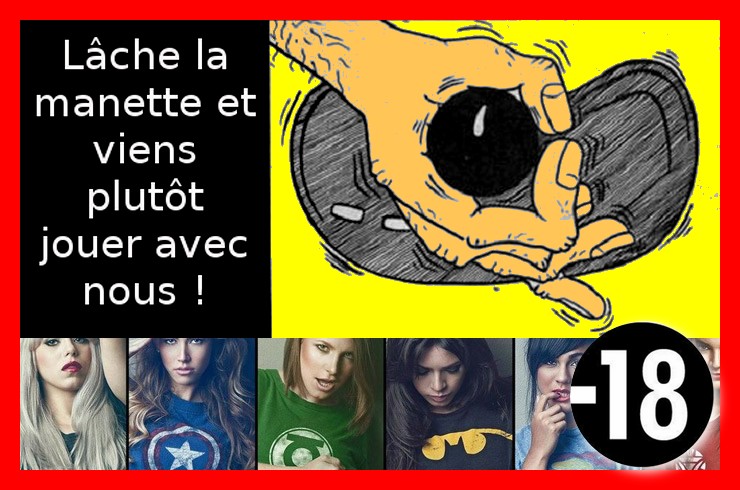 Lâche la
manette et
viens
plutôt
jouer avec
nous !
-18